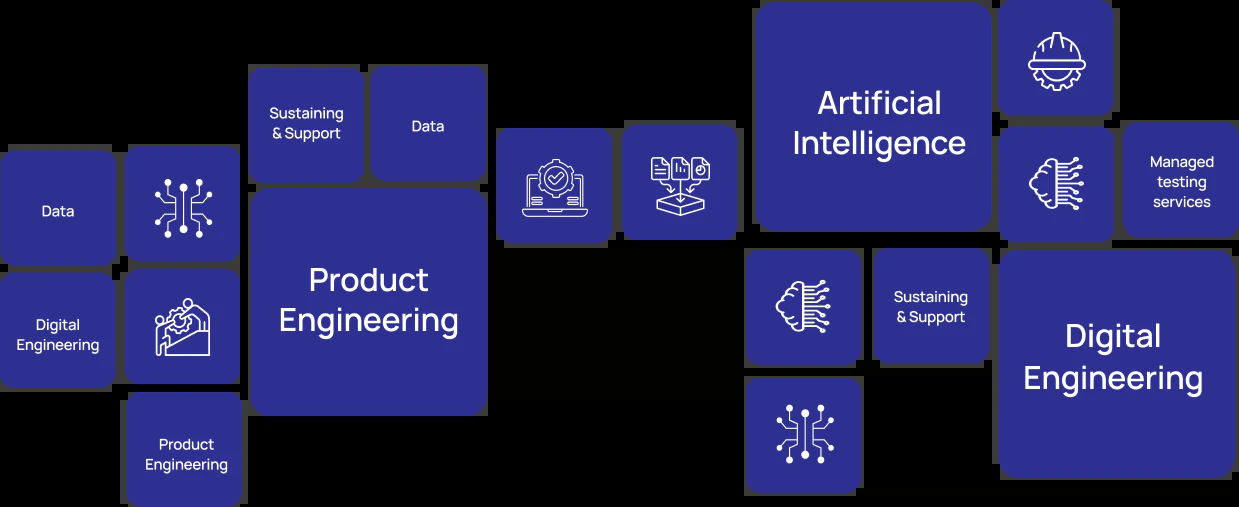 Data
Digital
Engineering
Product
Engineering
Sustaining
& Support
Data
Product
Engineering
Artificial
Intelligence
Managed
testing
services
Sustaining
& Support
Digital
Engineering